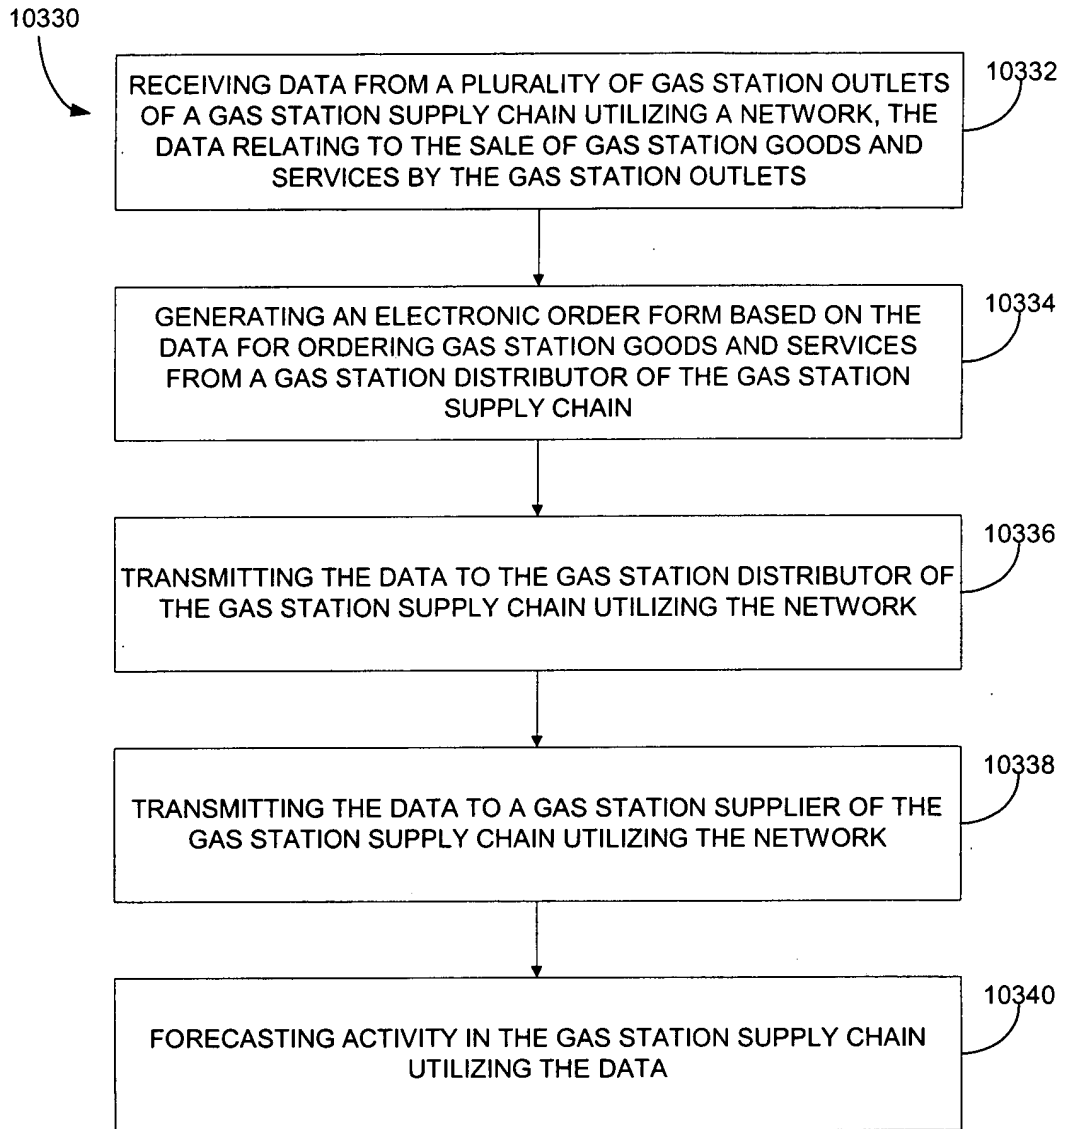 10330
10332
RECEIVING DATA FROM A PLURALITY OF GAS STATION OUTLETS
OF A GAS STATION SUPPLY CHAIN UTILIZING A NETWORK, THE
DATA RELATING TO THE SALE OF GAS STATION GOODS AND
SERVICES BY THE GAS STATION OUTLETS
10334
GENERATING AN ELECTRONIC ORDER FORM BASED ON THE
DATA FOR ORDERING GAS STATION GOODS AND SERVICES
FROM A GAS STATION DISTRIBUTOR OF THE GAS STATION
SUPPLY CHAIN
10336
TRANSMITTING THE DATA TO THE GAS STATION DISTRIBUTOR OF
THE GAS STATION SUPPLY CHAIN UTILIZING THE NETWORK
10338
TRANSMITTING THE DATA TO A GAS STATION SUPPLIER OF THE
GAS STATION SUPPLY CHAIN UTILIZING THE NETWORK
10340
FORECASTING ACTIVITY IN THE GAS STATION SUPPLY CHAIN
UTILIZING THE DATA